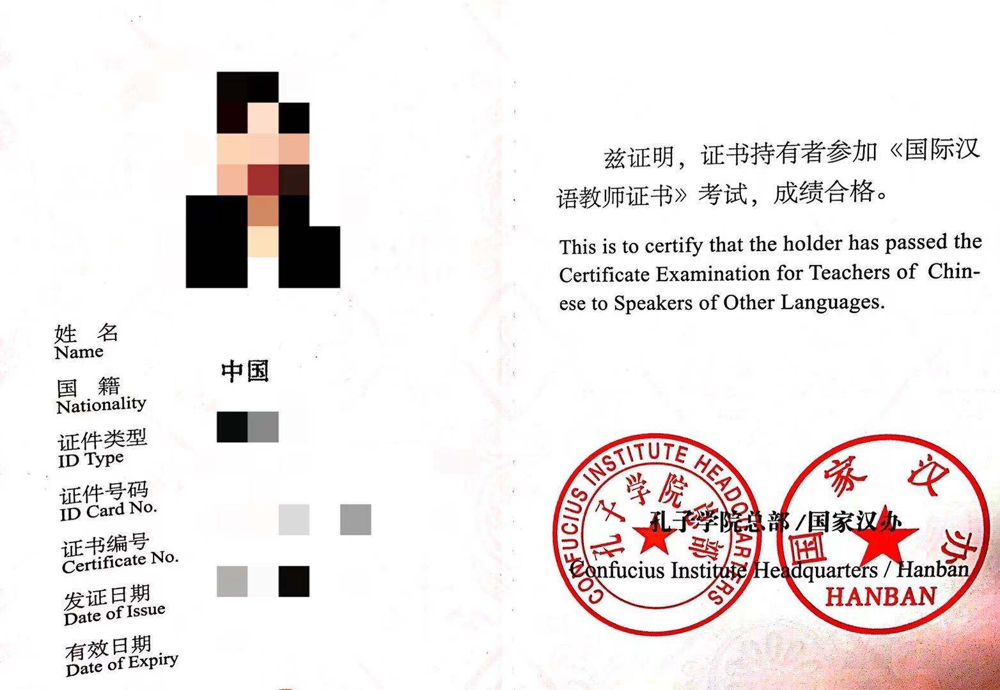 姓 名
Name
中国
国 籍
Nationality
证件类型
ID Type
证件号码
ID Card No.
证书编号
Certificate No.
发证日期
Date of Issue
有效日期
Date of Expiry
兹证明，证书持有者参加《国际汉
语教师证书》考试，成绩合格。
This is to certify that the holder has passed the
Certificate Examination for Teachers of Chin-
ese to Speakers of Other Languages.
CONFUCIUS INSTITUTE HEADQUARTERS
孔子学院总部
国家汉办
孔子学院总部/国家汉办
Confucius Institute Headquarters / Hanban
HANBAN